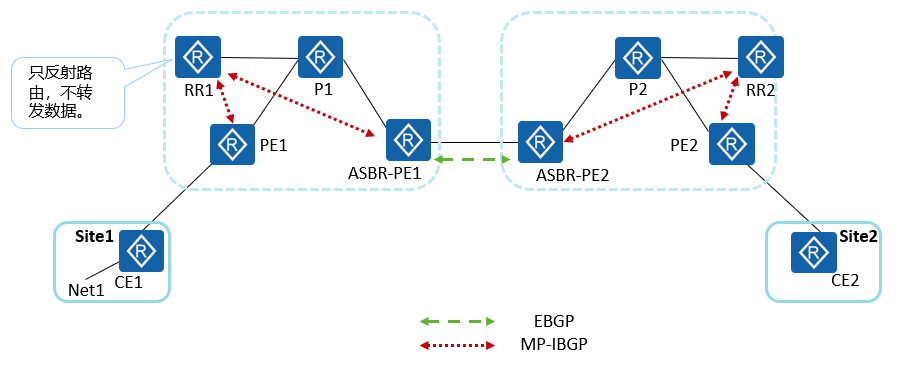 只反射路
由，不转
发数据。
R
RR1
R
P1
R
PE1
R
ASBR-PE1
R
ASBR-PE2
R
P2
R
RR2
R
PE2
Site1
R
CE1
Net1
Site2
R
CE2
EBGP
MP-IBGP